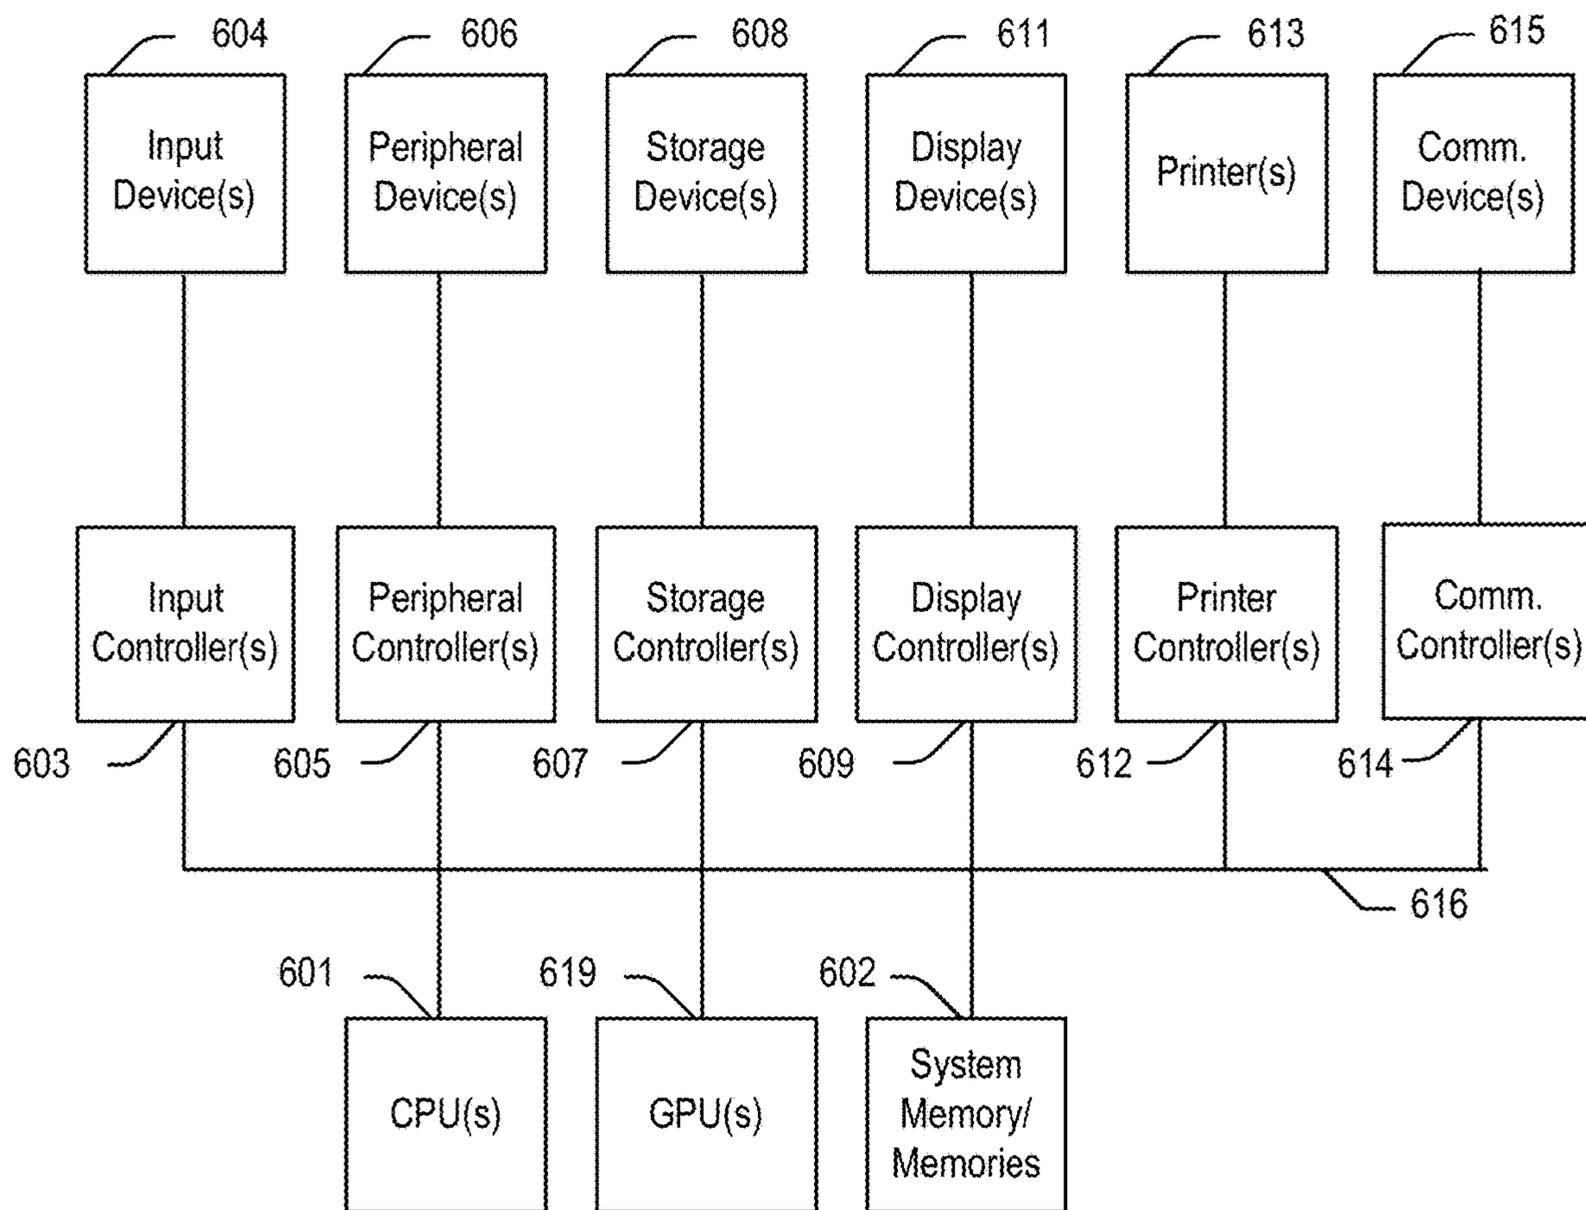 604
606
608
611
613
615
Input
Device(s)
Peripheral
Device(s)
Storage
Device(s)
Display
Device(s)
Printer(s)
Comm.
Device(s)
Input
Controller(s)
Peripheral
Controller(s)
Storage
Controller(s)
Display
Controller(s)
Printer
Controller(s)
Comm.
Controller(s)
603
605
607
609
612
614
616
601
619
602
CPU(s)
GPU(s)
System
Memory/
Memories